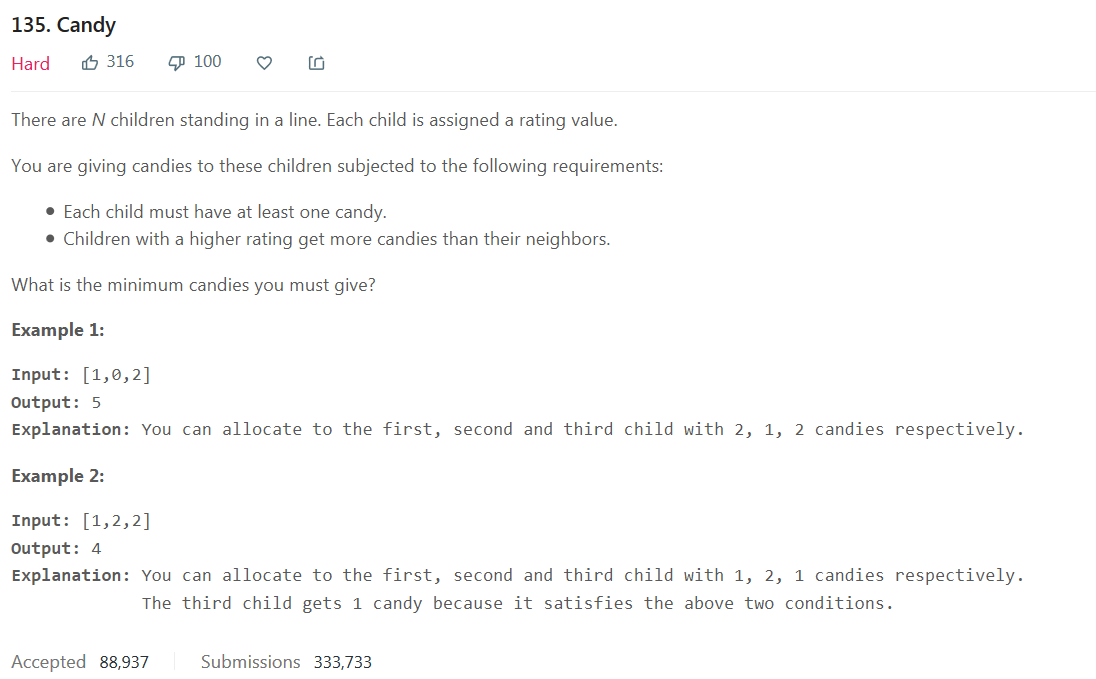 135. Candy
Hard 316 100
There are N children standing in a line. Each child is assigned a rating value.
You are giving candies to these children subjected to the following requirements:
• Each child must have at least one candy.
• Children with a higher rating get more candies than their neighbors.
What is the minimum candies you must give?
Example 1:
Input: [1,0,2]
Output: 5
Explanation: You can allocate to the first, second and third child with 2, 1, 2 candies respectively.
Example 2:
Input: [1,2,2]
Output: 4
Explanation: You can allocate to the first, second and third child with 1, 2, 1 candies respectively.
The third child gets 1 candy because it satisfies the above two conditions.
Accepted 88,937 Submissions 333,733